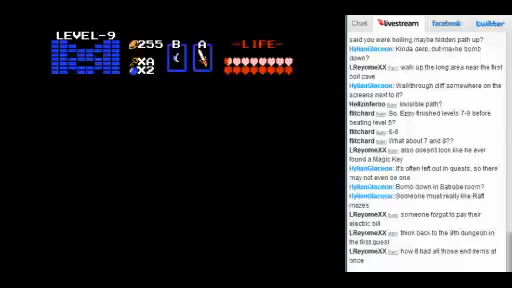 LEVEL-9
255
B
A
-LIFE-
XA
X2
Chat
livestream
facebook
twitter
said you were boiling,maybe hidden path up?
HylianGlaceon: Kinda derp, but maybe bomb
down?
LReyomeXX: walk up the long area near the first
boil cave
HylianGlaceon: Walkthrough cliff somewhere on the
screens next to it?
Hellzinferno: invisible path?
flitchard: So, Eppy finished levels 7-9 before
beating level 5?
flitchard: 6-8
flitchard: What about 7 and 8??
LReyomeXX: also doesn't look like he ever
found a Magic Key
HylianGlaceon: It's often left out in quests, so there
may not even be one
HylianGlaceon: Bomb down in Batrobe room?
HylianGlaceon: Someone must really like Raft
mazes
LReyomeXX: someone forgot to pay their
electric bill
LReyomeXX: think back to the 9th dungeon in
the first quest
LReyomeXX: how it had all those end items at
once